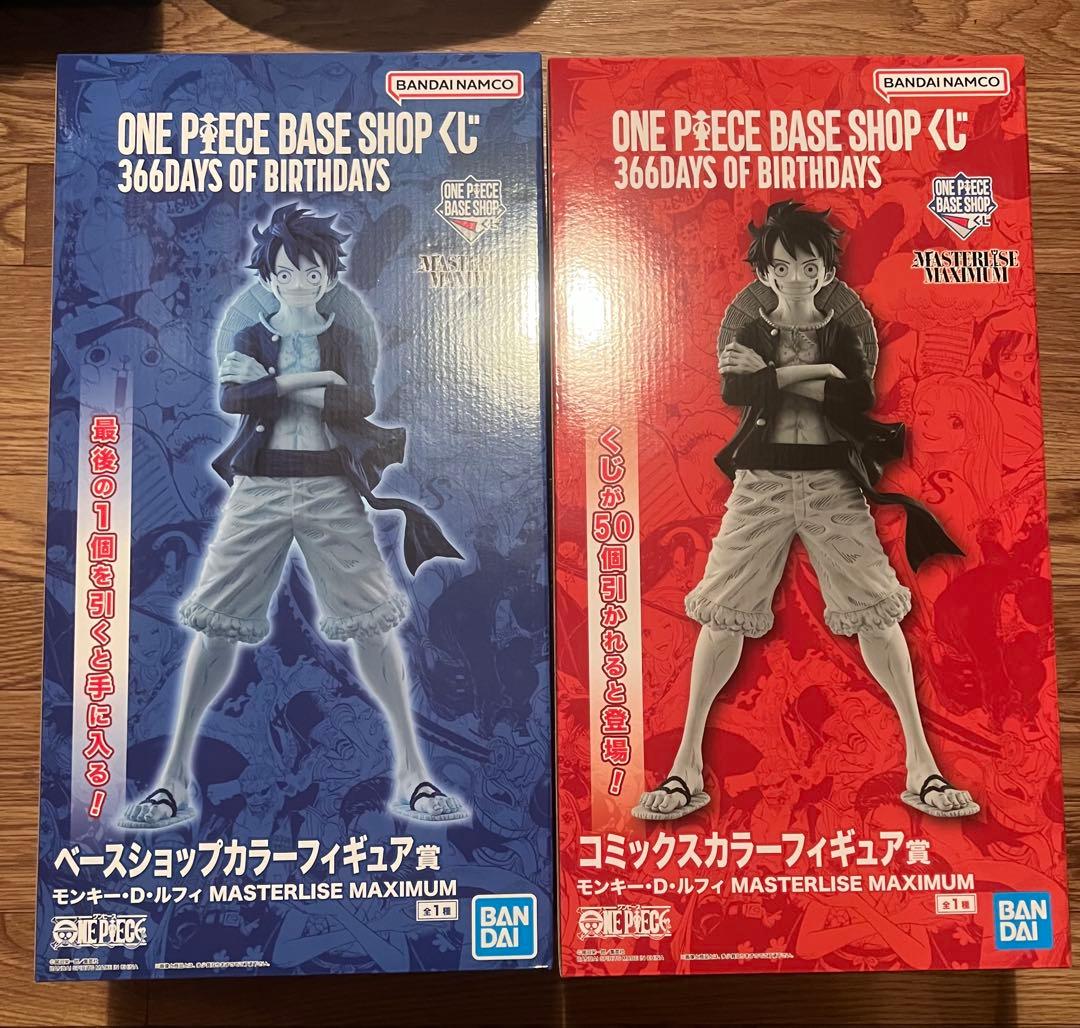 BANDAI NAMCO
ONE PIECE BASE SHOP くじ
366DAYS OF BIRTHDAYS
ONE PIECE
BASE SHOP
くじ
MASTERLISE
MAXIMUM
最後の1個を引くと手に入る！
ベースショップカラーフィギュア賞
モンキー・D・ルフィ MASTERLISE MAXIMUM
全1種
ONE PIECE
BAN
DAI
BANDAI NAMCO
ONE PIECE BASE SHOP くじ
366DAYS OF BIRTHDAYS
ONE PIECE
BASE SHOP
くじ
MASTERLISE
MAXIMUM
くじが50個引かれると登場！
コミックスカラーフィギュア賞
モンキー・D・ルフィ MASTERLISE MAXIMUM
全1種
ONE PIECE
BAN
DAI